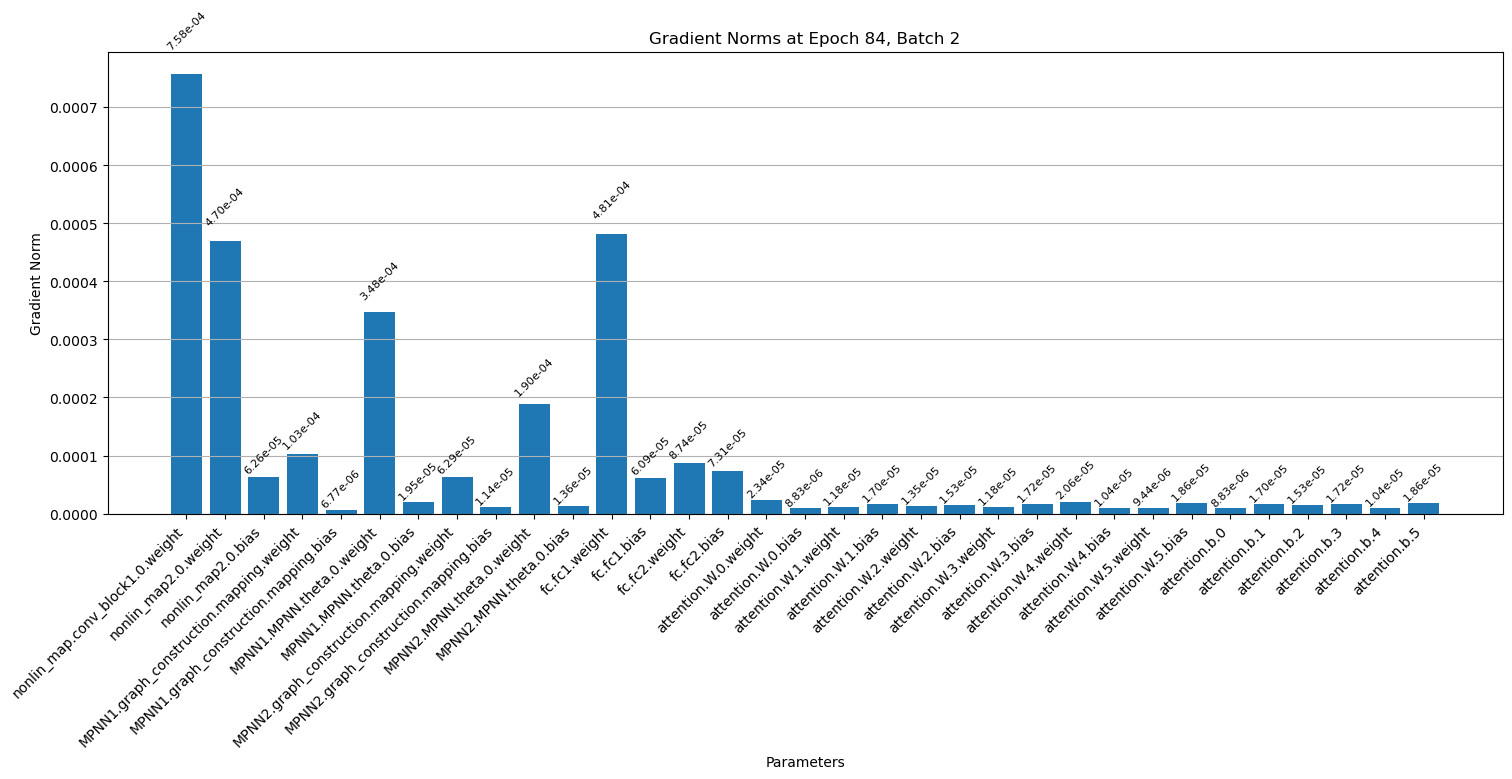 Gradient Norms at Epoch 84, Batch 2
Gradient Norm
0.0007
0.0006
0.0005
0.0004
0.0003
0.0002
0.0001
0.0000
7.58e-04
4.70e-04
6.26e-05
1.03e-04
6.77e-06
3.48e-04
1.95e-05
6.29e-05
1.14e-05
1.90e-04
1.36e-05
4.81e-04
6.09e-05
8.74e-05
7.31e-05
2.34e-05
8.83e-06
1.18e-05
1.70e-05
1.35e-05
1.53e-05
1.18e-05
1.72e-05
2.06e-05
1.04e-05
9.44e-06
1.86e-05
8.83e-06
1.70e-05
1.53e-05
1.72e-05
1.04e-05
1.86e-05
nonlin_map.conv_block1.0.weight
nonlin_map2.0.weight
nonlin_map2.0.bias
MPNN1.graph_construction.mapping.weight
MPNN1.graph_construction.mapping.bias
MPNN1.MPNN.theta.0.weight
MPNN1.MPNN.theta.0.bias
MPNN2.graph_construction.mapping.weight
MPNN2.graph_construction.mapping.bias
MPNN2.MPNN.theta.0.weight
MPNN2.MPNN.theta.0.bias
fc.fc1.weight
fc.fc1.bias
fc.fc2.weight
fc.fc2.bias
attention.W.0.weight
attention.W.0.bias
attention.W.1.weight
attention.W.1.bias
attention.W.2.weight
attention.W.2.bias
attention.W.3.weight
attention.W.3.bias
attention.W.4.weight
attention.W.4.bias
attention.W.5.weight
attention.W.5.bias
attention.b.0
attention.b.1
attention.b.2
attention.b.3
attention.b.4
attention.b.5
Parameters